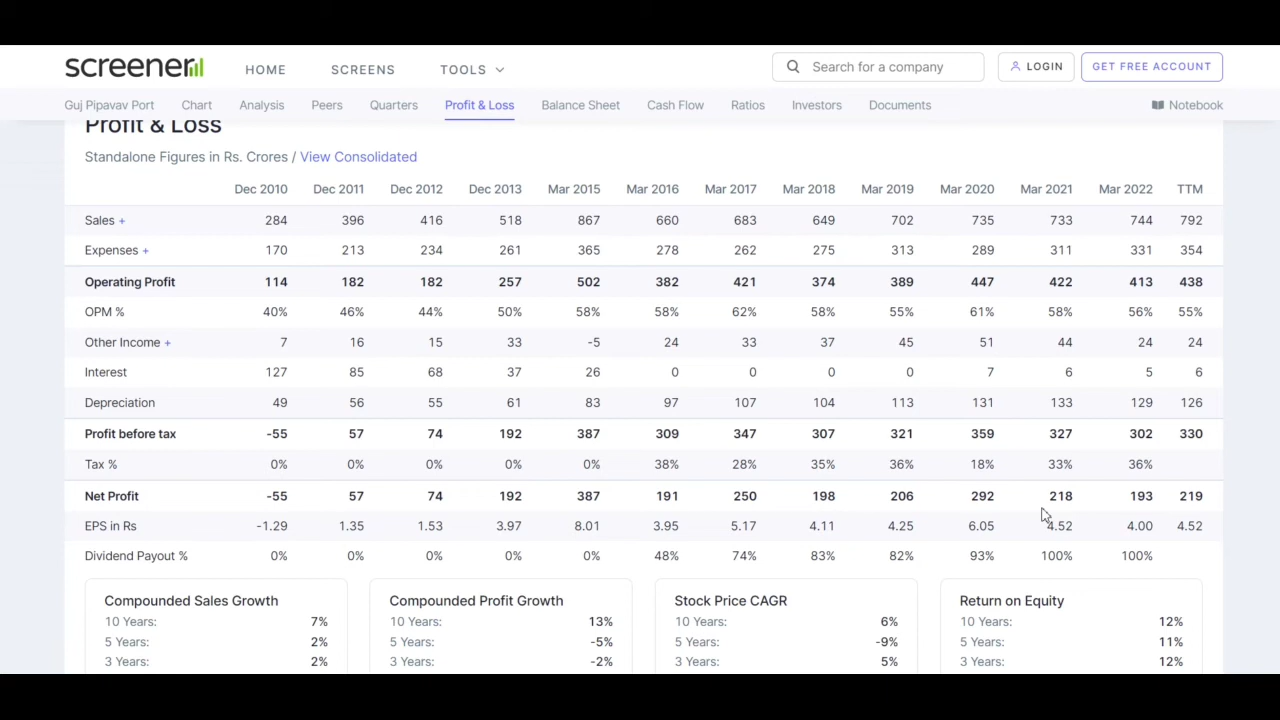 screener
HOME SCREENS TOOLS Search for a company LOGIN GET FREE ACCOUNT
Guj Pipavav Port Chart Analysis Peers Quarters Profit & Loss Balance Sheet Cash Flow Ratios Investors Documents Notebook
Profit & Loss
Standalone Figures in Rs. Crores / View Consolidated
Dec 2010 Dec 2011 Dec 2012 Dec 2013 Mar 2015 Mar 2016 Mar 2017 Mar 2018 Mar 2019 Mar 2020 Mar 2021 Mar 2022 TTM
Sales + 284 396 416 518 867 660 683 649 702 735 733 744 792
Expenses + 170 213 234 261 365 278 262 275 313 289 311 331 354
Operating Profit 114 182 182 257 502 382 421 374 389 447 422 413 438
OPM % 40% 46% 44% 50% 58% 58% 62% 58% 55% 61% 58% 56% 55%
Other Income + 7 16 15 33 -5 24 33 37 45 51 44 24 24
Interest 127 85 68 37 26 0 0 0 0 7 6 5 6
Depreciation 49 56 55 61 83 97 107 104 113 131 133 129 126
Profit before tax -55 57 74 192 387 309 347 307 321 359 327 302 330
Tax % 0% 0% 0% 0% 0% 38% 28% 35% 36% 18% 33% 36%
Net Profit -55 57 74 192 387 191 250 198 206 292 218 193 219
EPS in Rs -1.29 1.35 1.53 3.97 8.01 3.95 5.17 4.11 4.25 6.05 4.52 4.00 4.52
Dividend Payout % 0% 0% 0% 0% 0% 48% 74% 83% 82% 93% 100% 100%
Compounded Sales Growth Compounded Profit Growth Stock Price CAGR Return on Equity
10 Years: 7% 10 Years: 13% 10 Years: 6% 10 Years: 12%
5 Years: 2% 5 Years: -5% 5 Years: -9% 5 Years: 11%
3 Years: 2% 3 Years: -2% 3 Years: 5% 3 Years: 12%